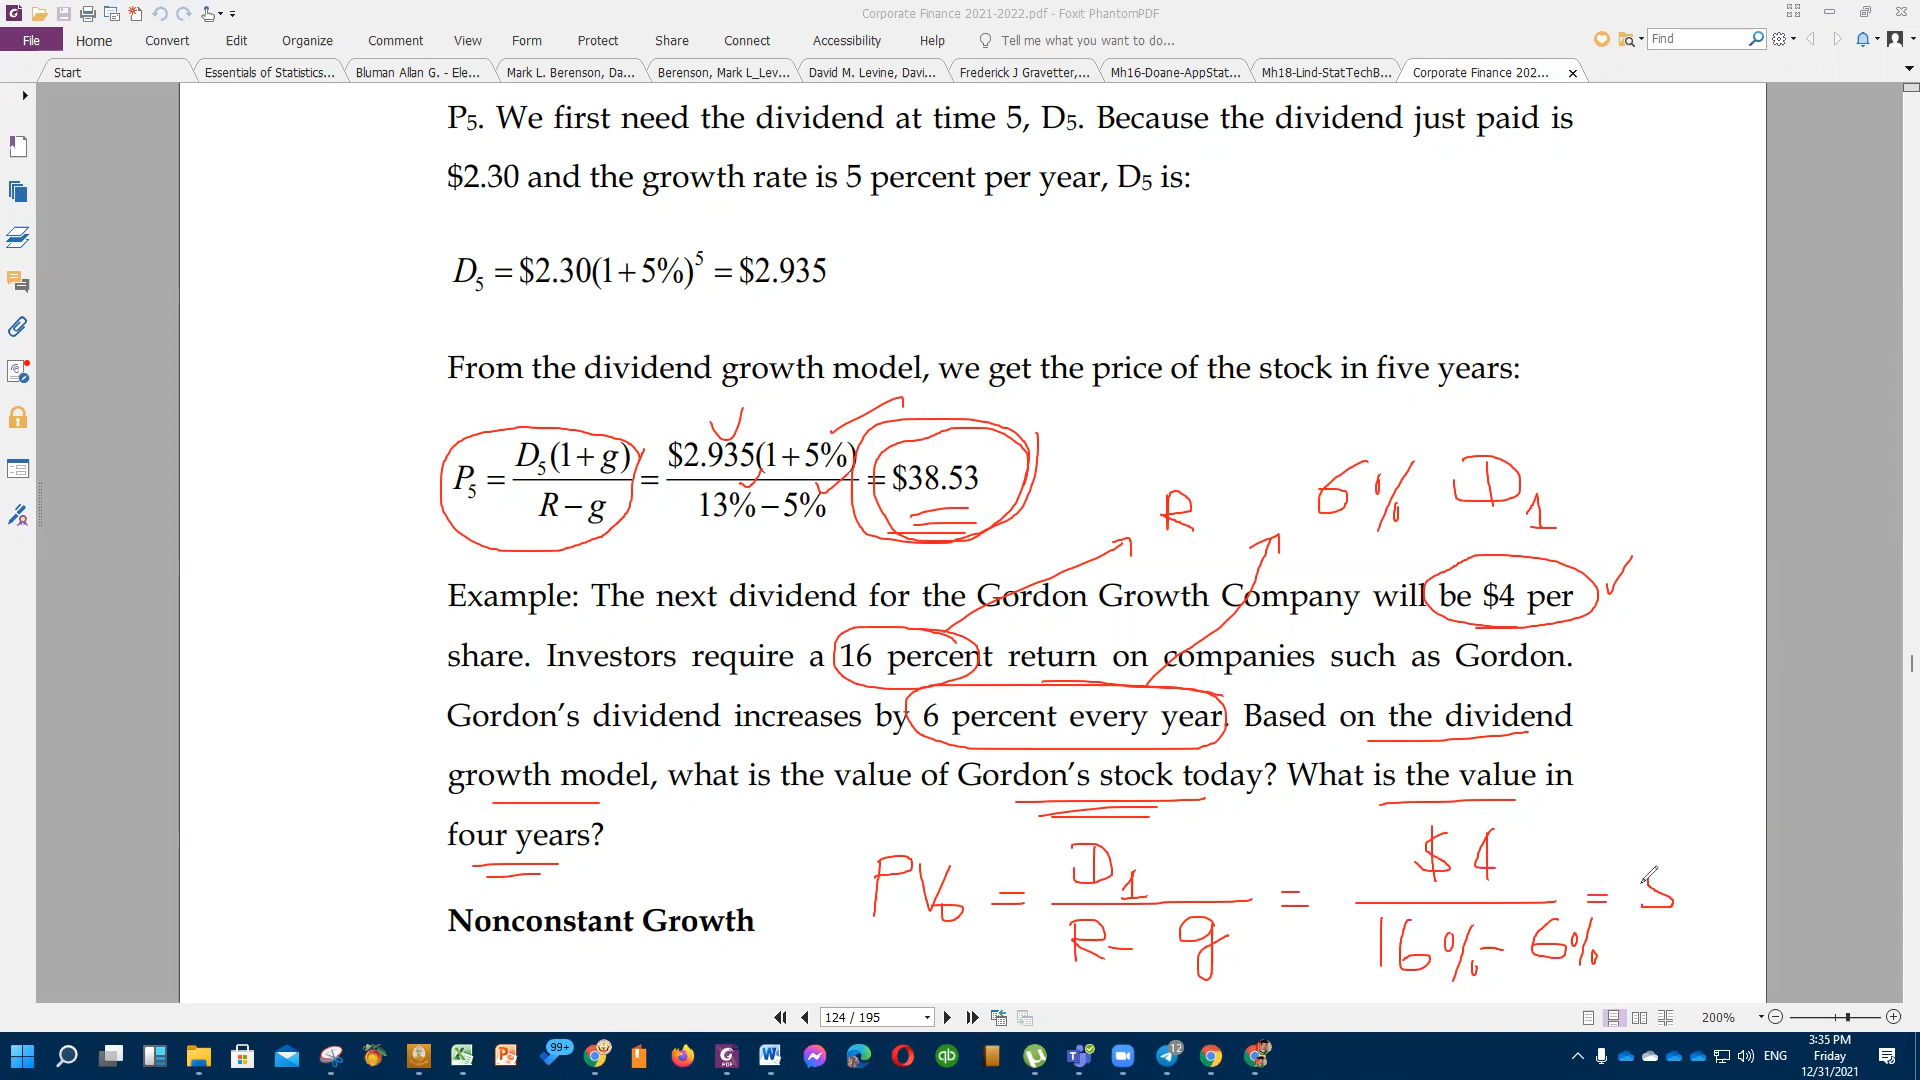 Corporate Finance 2021-2022.pdf - Foxit PhantomPDF
File Home Convert Edit Organize Comment View Form Protect Share Connect Accessibility Help Tell me what you want to do... Find
Start Essentials of Statistics... Bluman Allan G. - Ele... Mark L. Berenson, Da... Berenson, Mark L_Lev... David M. Levine, Davi... Frederick J Gravetter,... Mh16-Doane-AppStat... Mh18-Lind-StatTechB... Corporate Finance 202...
P5. We first need the dividend at time 5, D5. Because the dividend just paid is
$2.30 and the growth rate is 5 percent per year, D5 is:
D5 = $2.30(1+5%)^5 = $2.935
From the dividend growth model, we get the price of the stock in five years:
P5 = D5(1+g) / R−g = $2.935(1+5%) / 13%−5% = $38.53
R 6% D1
Example: The next dividend for the Gordon Growth Company will be $4 per
share. Investors require a 16 percent return on companies such as Gordon.
Gordon's dividend increases by 6 percent every year. Based on the dividend
growth model, what is the value of Gordon's stock today? What is the value in
four years?
PV0 = D1 / R - g = $4 / 16% - 6% =
Nonconstant Growth
124 / 195 200%
99+ 12 ENG 3:35 PM
Friday
12/31/2021